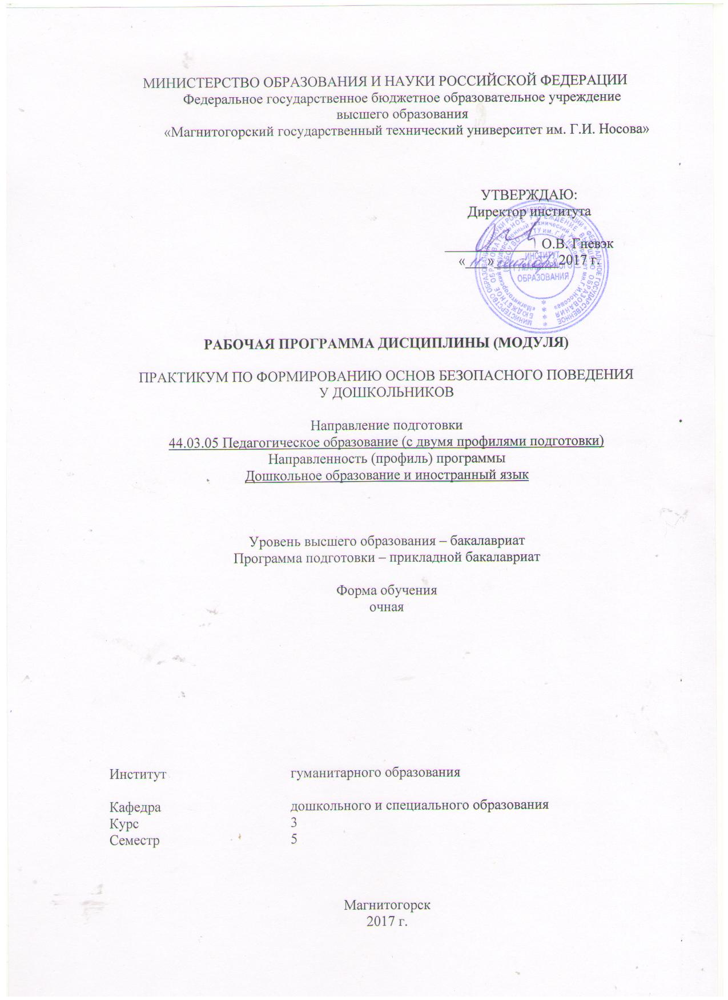 МИНИСТЕРСТВО ОБРАЗОВАНИЯ И НАУКИ РОССИЙСКОЙ ФЕДЕРАЦИИ
Федеральное государственное бюджетное образовательное учреждение
высшего образования
«Магнитогорский государственный технический университет им. Г.И. Носова»
УТВЕРЖДАЮ:
Директор института
О.В. Гневэк
« » сентября 2017 г.
ИНСТИТУТ
ГУМАНИТАРНОГО
ОБРАЗОВАНИЯ
РАБОЧАЯ ПРОГРАММА ДИСЦИПЛИНЫ (МОДУЛЯ)
ПРАКТИКУМ ПО ФОРМИРОВАНИЮ ОСНОВ БЕЗОПАСНОГО ПОВЕДЕНИЯ
У ДОШКОЛЬНИКОВ
Направление подготовки
44.03.05 Педагогическое образование (с двумя профилями подготовки)
Направленность (профиль) программы
Дошкольное образование и иностранный язык
Уровень высшего образования – бакалавриат
Программа подготовки – прикладной бакалавриат
Форма обучения
очная
Институт гуманитарного образования
Кафедра дошкольного и специального образования
Курс 3
Семестр 5
Магнитогорск
2017 г.